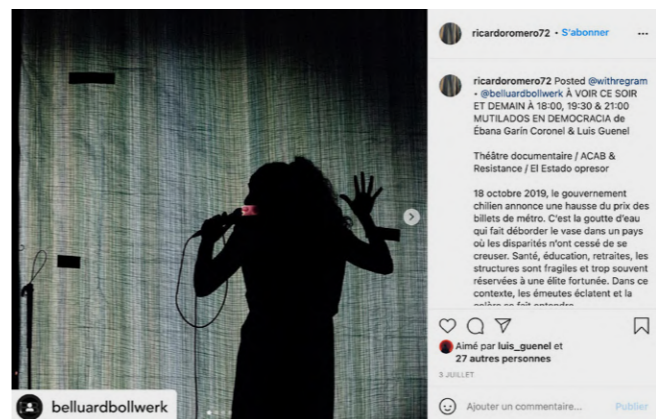 ricardoromero72 • S'abonner
ricardoromero72 Posted @withregram
• @belluardbollwerk À VOIR CE SOIR
ET DEMAIN À 18:00, 19:30 & 21:00
MUTILADOS EN DEMOCRACIA de
Ébana Garín Coronel & Luis Guenel
Théâtre documentaire / ACAB &
Resistance / El Estado opresor
18 octobre 2019, le gouvernement
chilien annonce une hausse du prix des
billets de métro. C'est la goutte d'eau
qui fait déborder le vase dans un pays
où les disparités n'ont cessé de se
creuser. Santé, éducation, retraites, les
structures sont fragiles et trop souvent
réservées à une élite fortunée. Dans ce
contexte, les émeutes éclatent et la
colère se fait entendre
Aimé par luis_guenel et
27 autres personnes
3 JUILLET
Ajouter un commentaire... Publier
belluardbollwerk